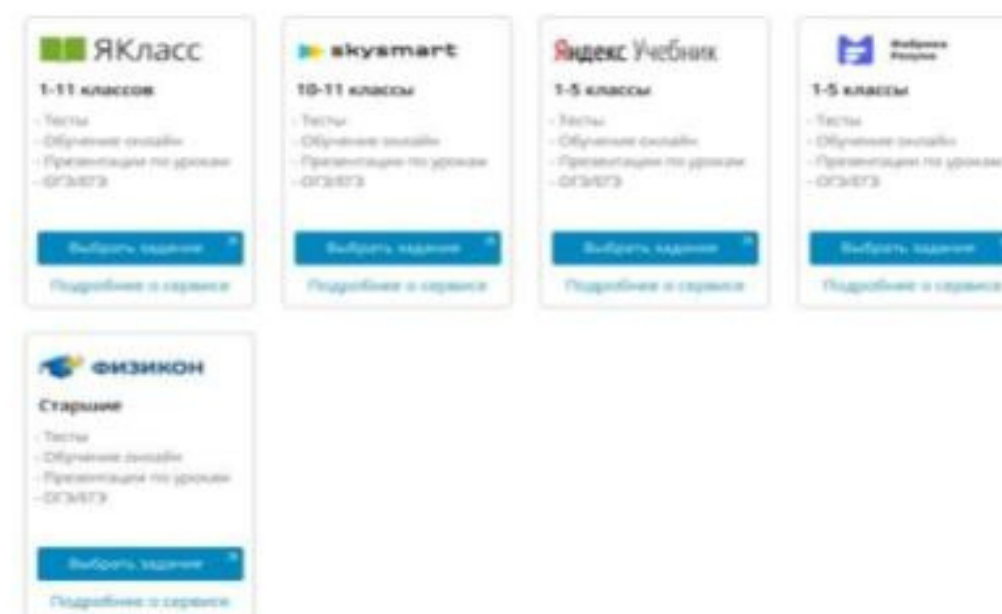 ЯКласс
1-11 классов
- Тесты
- Обучение онлайн
- Презентации по урокам
- ОГЭ/ЕГЭ
Выбрать задание
Подробнее о сервисе
skysmart
10-11 классы
- Тесты
- Обучение онлайн
- Презентации по урокам
- ОГЭ/ЕГЭ
Выбрать задание
Подробнее о сервисе
Яндекс Учебник
1-5 классы
- Тесты
- Обучение онлайн
- Презентации по урокам
- ОГЭ/ЕГЭ
Выбрать задание
Подробнее о сервисе
Фабрика
Разума
1-5 классы
- Тесты
- Обучение онлайн
- Презентации по урокам
- ОГЭ/ЕГЭ
Выбрать задание
Подробнее о сервисе
ФИЗИКОН
Старшие
- Тесты
- Обучение онлайн
- Презентации по урокам
- ОГЭ/ЕГЭ
Выбрать задание
Подробнее о сервисе